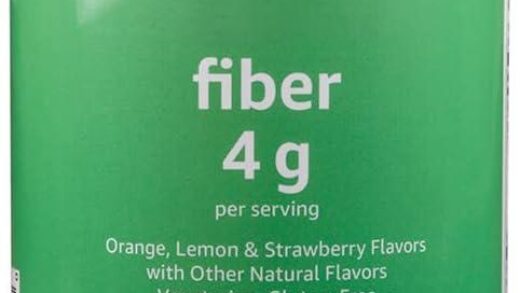 fiber
4 g
per serving
Orange, Lemon & Strawberry Flavors
with Other Natural Flavors